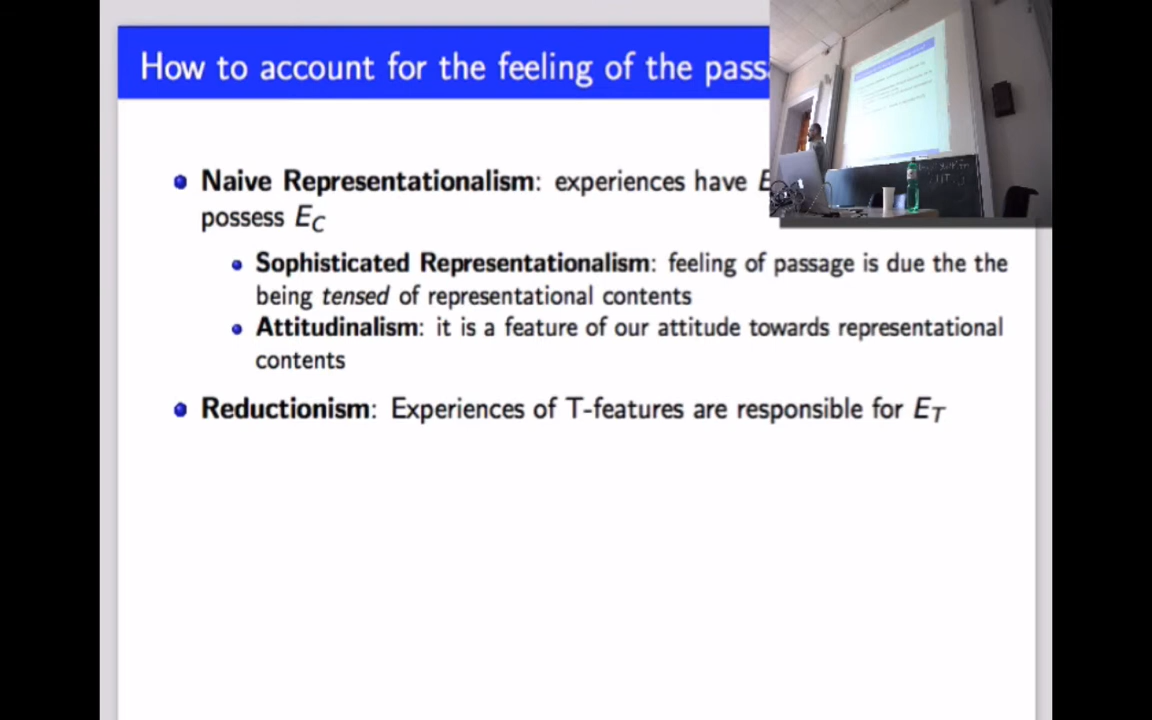 How to account for the feeling of the
Naive Representationalism: experiences have
possess E_C
Sophisticated Representationalism: feeling of passage is due the the
being tensed of representational contents
Attitudinalism: it is a feature of our attitude towards representational
contents
Reductionism: Experiences of T-features are responsible for E_T